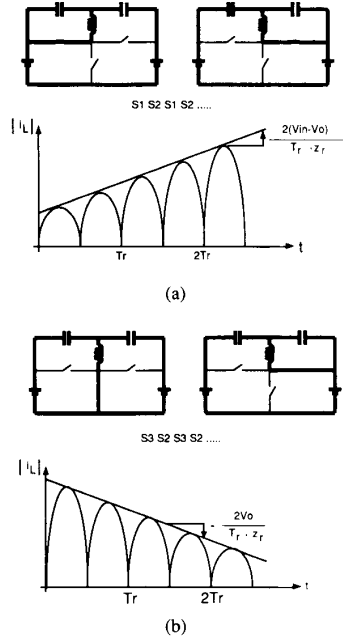 S1 S2 S1 S2 .....
|iL|
2(Vin-Vo)
Tr · zr
Tr
2Tr
t
(a)
S3 S2 S3 S2 .....
|iL|
- 2Vo
Tr · zr
Tr
2Tr
t
(b)